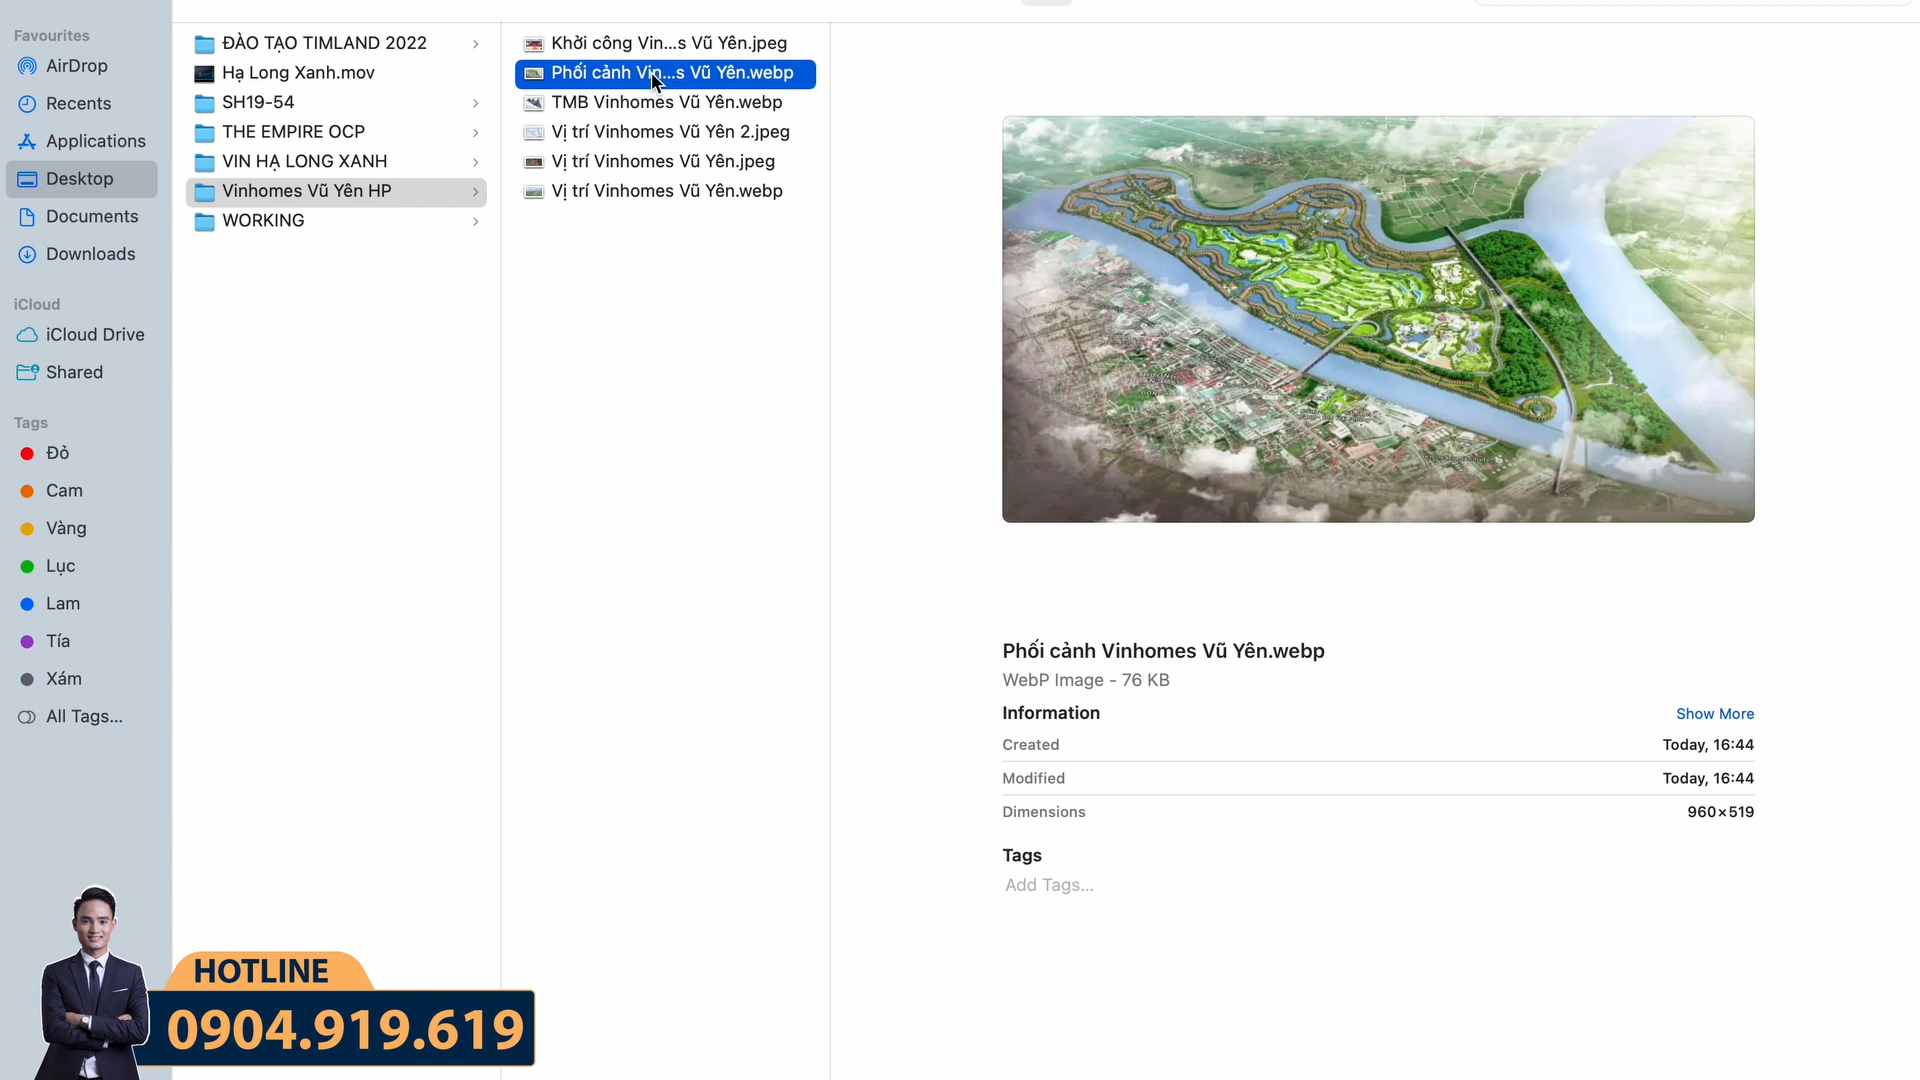 Favourites
AirDrop
Recents
Applications
Desktop
Documents
Downloads
iCloud
iCloud Drive
Shared
Tags
Đỏ
Cam
Vàng
Lục
Lam
Tía
Xám
All Tags...
ĐÀO TẠO TIMLAND 2022
Hạ Long Xanh.mov
SH19-54
THE EMPIRE OCP
VIN HẠ LONG XANH
Vinhomes Vũ Yên HP
WORKING
Khởi công Vin...s Vũ Yên.jpeg
Phối cảnh Vin...s Vũ Yên.webp
TMB Vinhomes Vũ Yên.webp
Vị trí Vinhomes Vũ Yên 2.jpeg
Vị trí Vinhomes Vũ Yên.jpeg
Vị trí Vinhomes Vũ Yên.webp
Phối cảnh Vinhomes Vũ Yên.webp
WebP Image - 76 KB
Information Show More
Created Today, 16:44
Modified Today, 16:44
Dimensions 960×519
Tags
Add Tags...
HOTLINE
0904.919.619